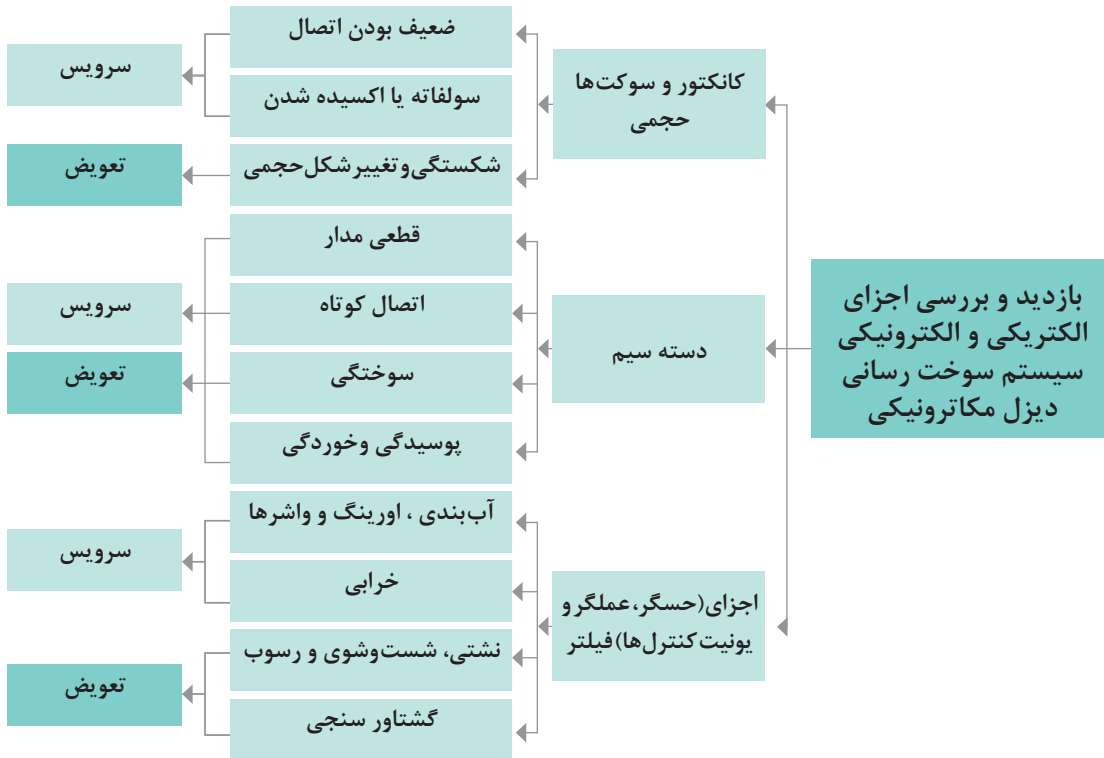 بازدید و بررسی اجزای
الکتریکی و الکترونیکی
سیستم سوخت رسانی
دیزل مکاترونیکی
کانکتور و سوکت‌ها
حجمی
ضعیف بودن اتصال
سولفاته یا اکسیده شدن
سرویس
شکستگی‌وتغییرشکل‌حجمی
تعویض
دسته سیم
قطعی مدار
اتصال کوتاه
سوختگی
پوسیدگی وخوردگی
سرویس
تعویض
اجزای(حسگر،عملگرو
یونیت‌کنترل‌ها)فیلتر
آب‌بندی ، اورینگ و واشرها
خرابی
سرویس
نشتی، شست‌وشوی و رسوب
گشتاور سنجی
تعویض